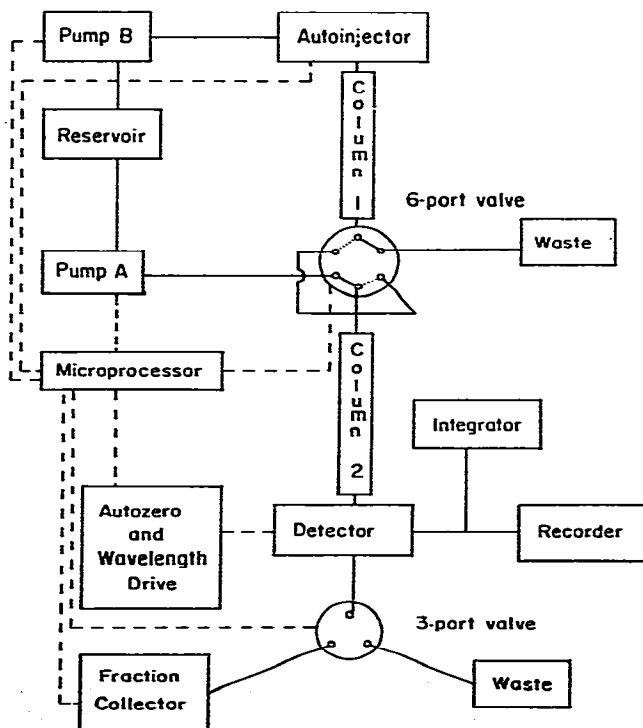 Pump B
Autoinjector
Column 1
Reservoir
6-port valve
Waste
Pump A
Microprocessor
Column 2
Integrator
Autozero
and
Wavelength
Drive
Detector
Recorder
3-port valve
Fraction
Collector
Waste